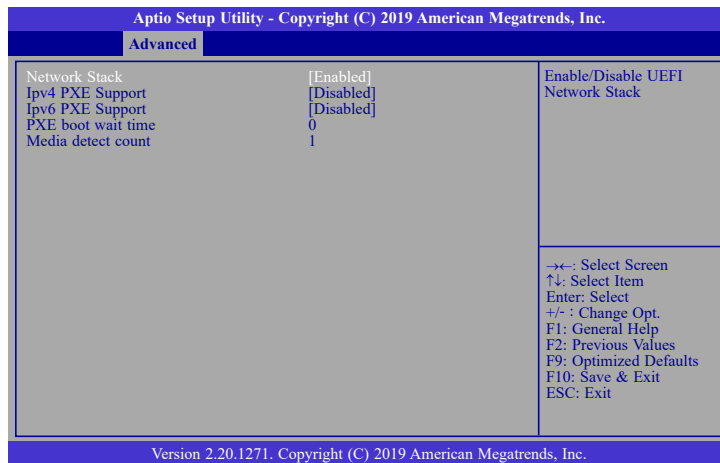 Aptio Setup Utility - Copyright (C) 2019 American Megatrends, Inc.
Advanced
Network Stack [Enabled]
Ipv4 PXE Support [Disabled]
Ipv6 PXE Support [Disabled]
PXE boot wait time 0
Media detect count 1
Enable/Disable UEFI
Network Stack
→←: Select Screen
↑↓: Select Item
Enter: Select
+/- : Change Opt.
F1: General Help
F2: Previous Values
F9: Optimized Defaults
F10: Save & Exit
ESC: Exit
Version 2.20.1271. Copyright (C) 2019 American Megatrends, Inc.